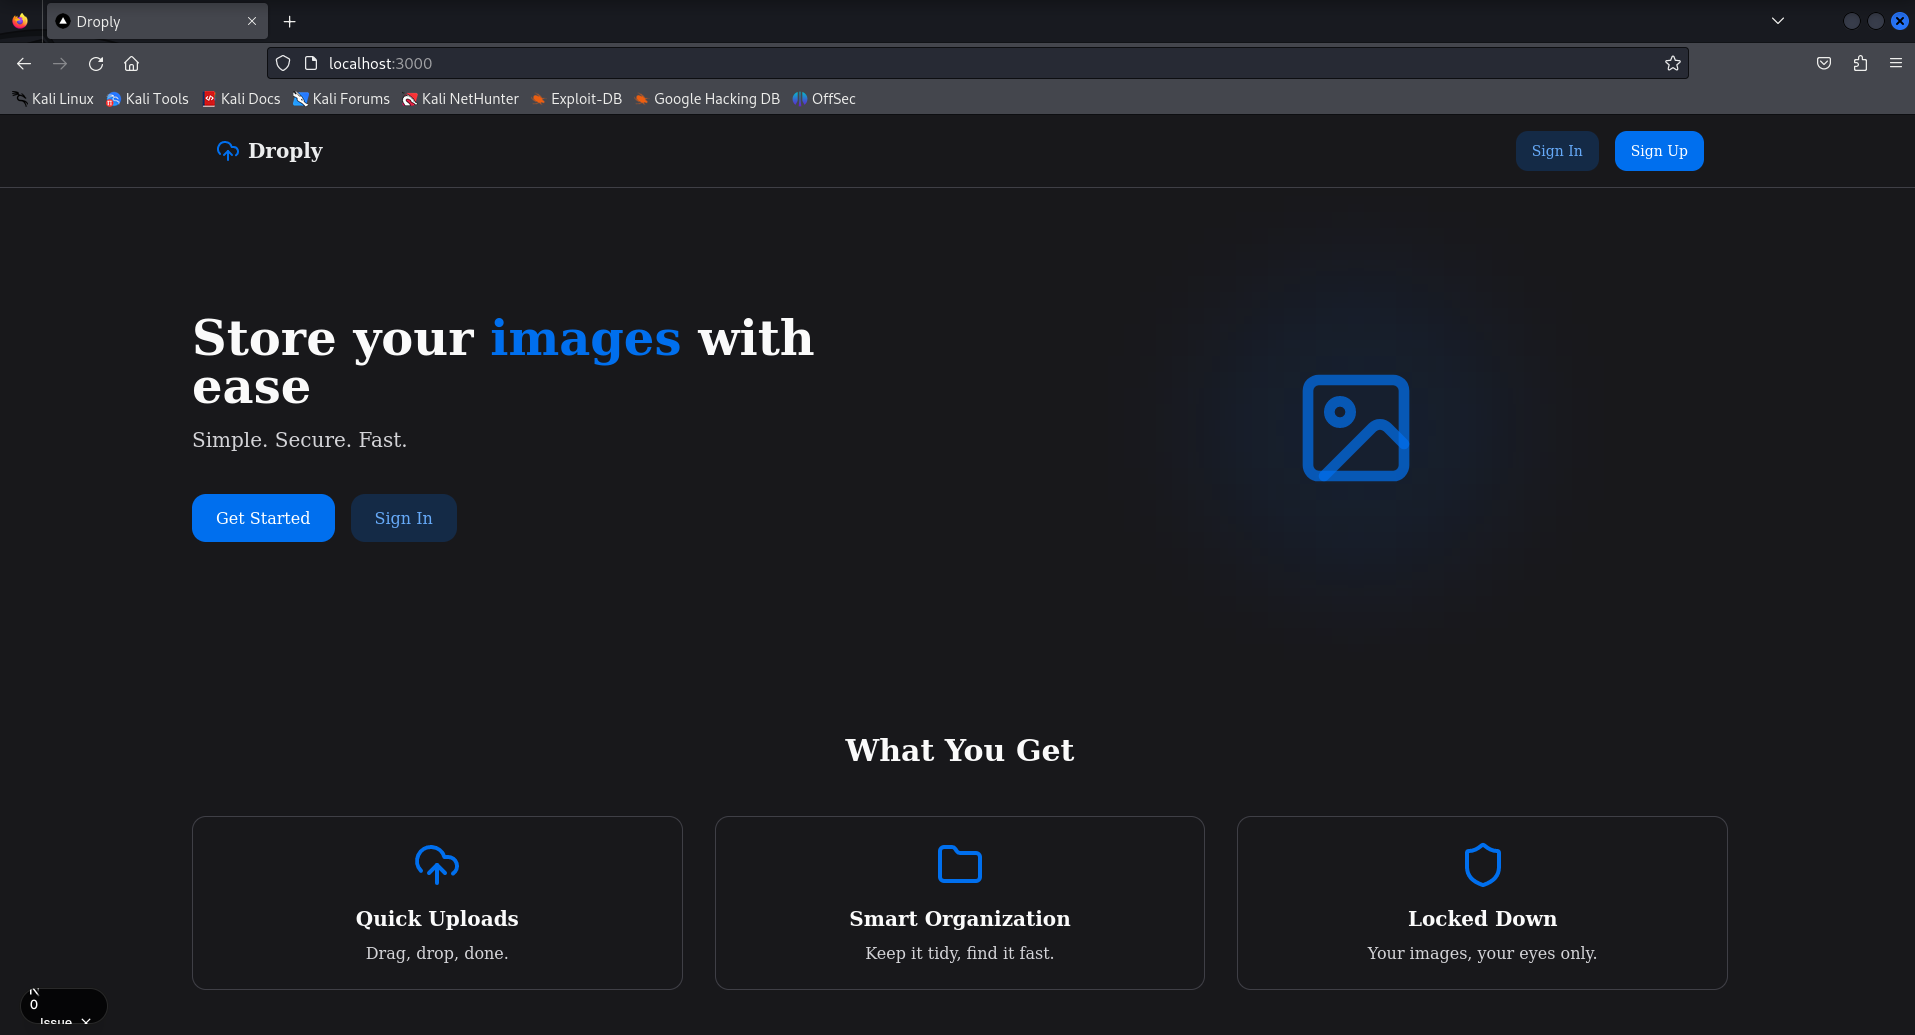 Droply
localhost:3000
Kali Linux Kali Tools Kali Docs Kali Forums Kali NetHunter Exploit-DB Google Hacking DB OffSec
Droply Sign In Sign Up
Store your images with
ease
Simple. Secure. Fast.
Get Started Sign In
What You Get
Quick Uploads
Drag, drop, done.
Smart Organization
Keep it tidy, find it fast.
Locked Down
Your images, your eyes only.
N
0
Issue